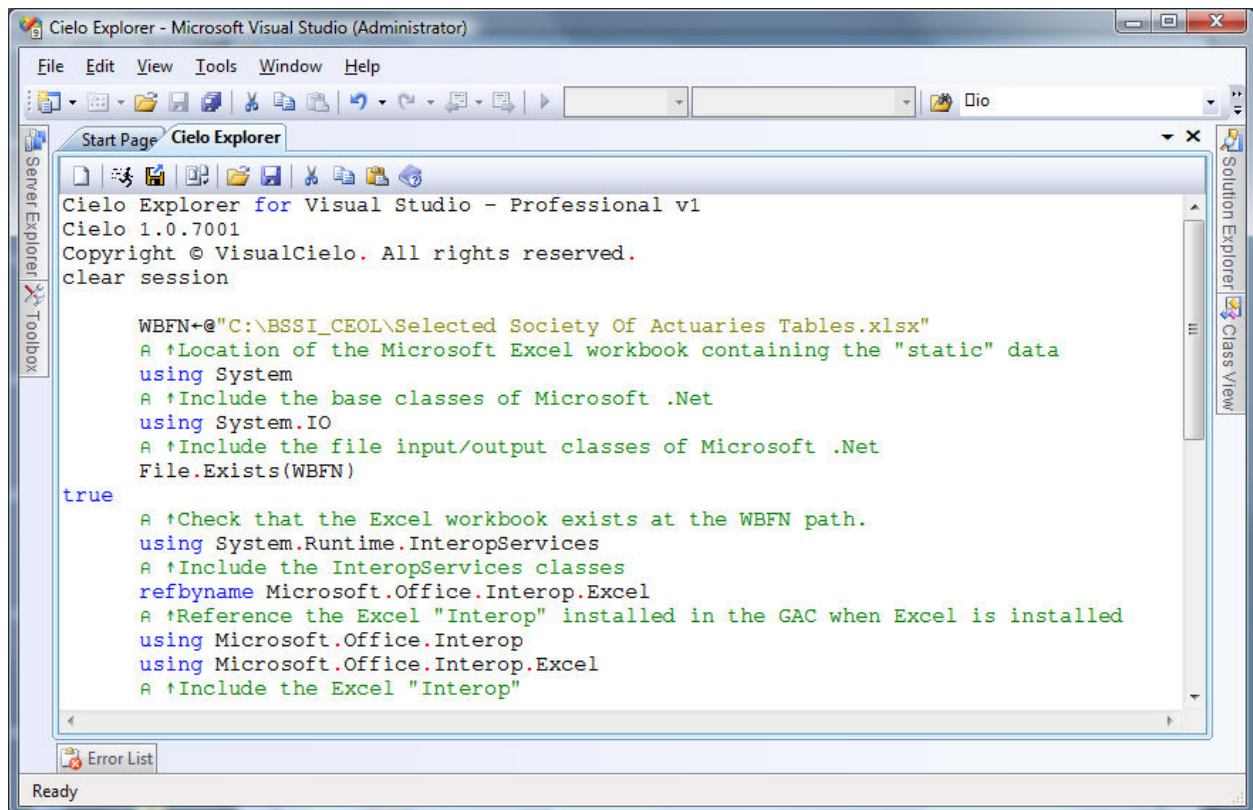 Cielo Explorer - Microsoft Visual Studio (Administrator)
File Edit View Tools Window Help
⎕io
Server Explorer
Toolbox
Start Page Cielo Explorer
Solution Explorer
Class View
Cielo Explorer for Visual Studio - Professional v1
Cielo 1.0.7001
Copyright © VisualCielo. All rights reserved.
clear session
WBFN←@"C:\BSSI_CEOL\Selected Society Of Actuaries Tables.xlsx"
⍝ ↑Location of the Microsoft Excel workbook containing the "static" data
using System
⍝ ↑Include the base classes of Microsoft .Net
using System.IO
⍝ ↑Include the file input/output classes of Microsoft .Net
File.Exists(WBFN)
true
⍝ ↑Check that the Excel workbook exists at the WBFN path.
using System.Runtime.InteropServices
⍝ ↑Include the InteropServices classes
refbyname Microsoft.Office.Interop.Excel
⍝ ↑Reference the Excel "Interop" installed in the GAC when Excel is installed
using Microsoft.Office.Interop
using Microsoft.Office.Interop.Excel
⍝ ↑Include the Excel "Interop"
Error List
Ready